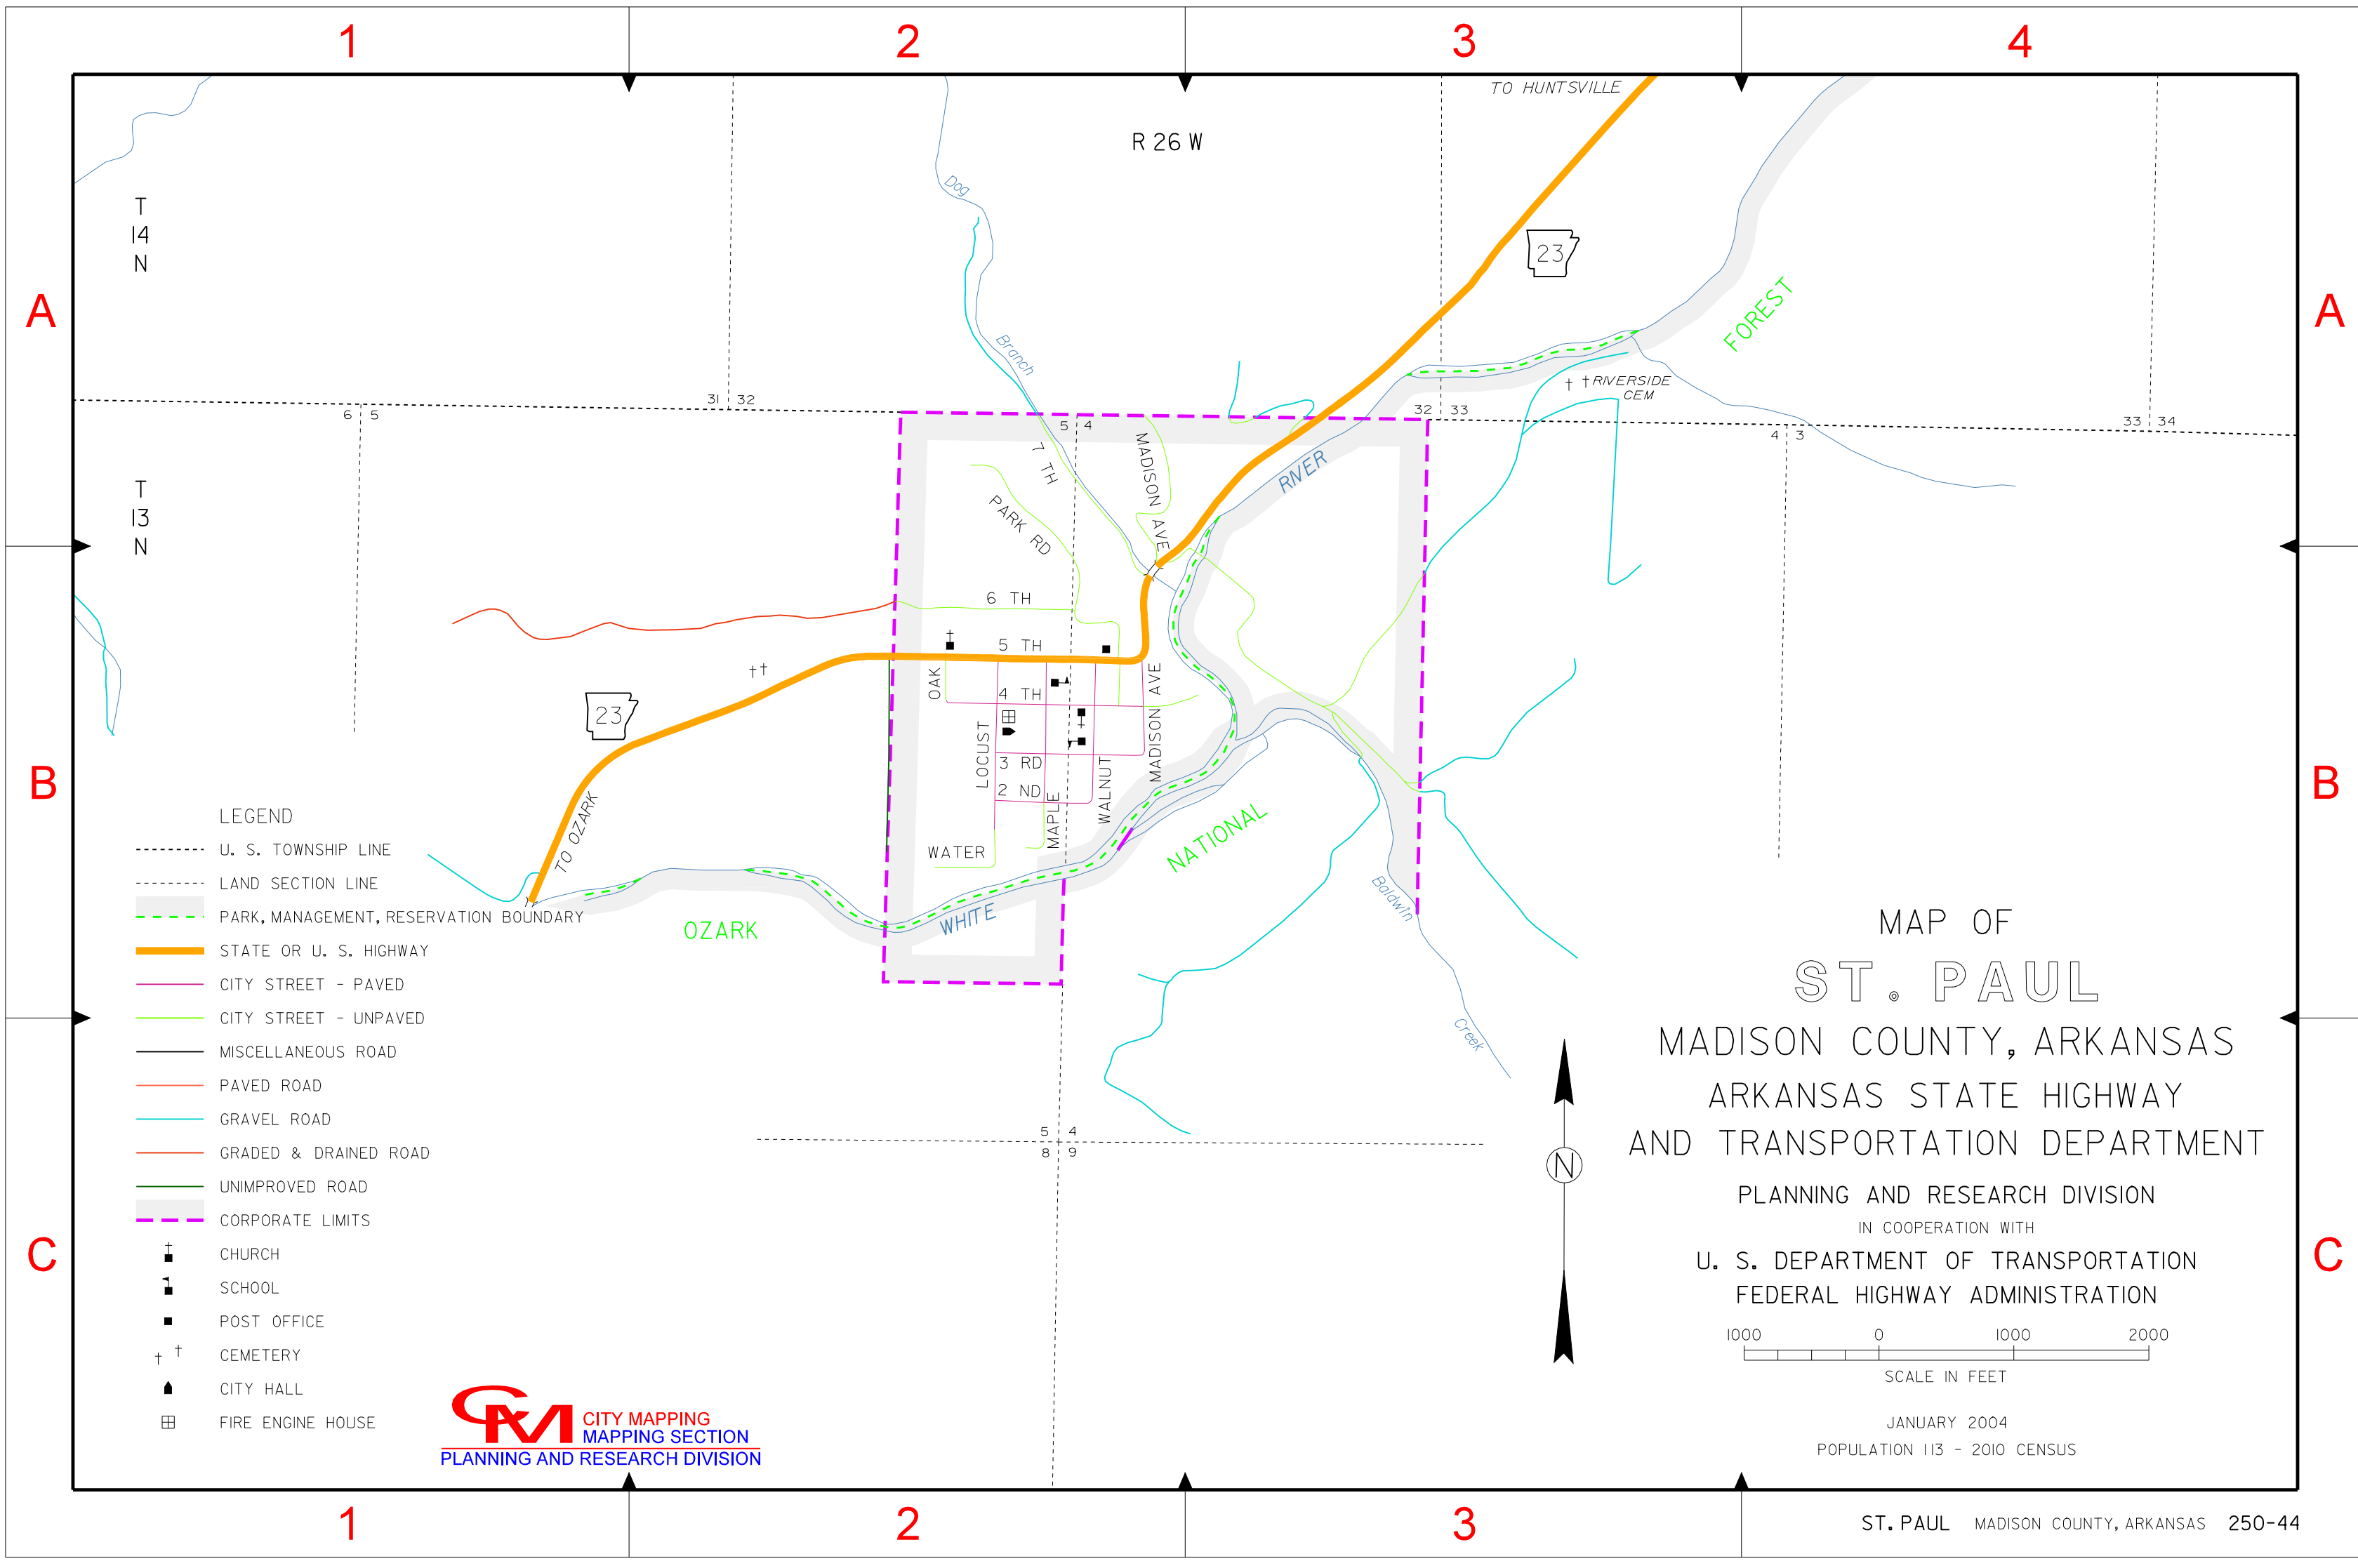 1 2 3 4
TO HUNTSVILLE
R 26 W
Dog
T
14
N
23
A
A
FOREST
Branch
† † RIVERSIDE
CEM
31 32
6 5
32 33
5 4
33 34
4 3
7 TH
MADISON AVE
RIVER
T
13
N
PARK RD
6 TH
5 TH
OAK
4 TH
MADISON AVE
23
LOCUST
3 RD
WALNUT
2 ND
MAPLE
B
B
TO OZARK
NATIONAL
WATER
WHITE
OZARK
Baldwin
Creek
5 4
8 9
LEGEND
U. S. TOWNSHIP LINE
LAND SECTION LINE
PARK, MANAGEMENT, RESERVATION BOUNDARY
STATE OR U. S. HIGHWAY
CITY STREET - PAVED
CITY STREET - UNPAVED
MISCELLANEOUS ROAD
PAVED ROAD
GRAVEL ROAD
GRADED & DRAINED ROAD
UNIMPROVED ROAD
CORPORATE LIMITS
CHURCH
SCHOOL
POST OFFICE
CEMETERY
CITY HALL
FIRE ENGINE HOUSE
C
C
CM
CITY MAPPING
MAPPING SECTION
PLANNING AND RESEARCH DIVISION
N
MAP OF
ST. PAUL
MADISON COUNTY, ARKANSAS
ARKANSAS STATE HIGHWAY
AND TRANSPORTATION DEPARTMENT
PLANNING AND RESEARCH DIVISION
IN COOPERATION WITH
U. S. DEPARTMENT OF TRANSPORTATION
FEDERAL HIGHWAY ADMINISTRATION
1000 0 1000 2000
SCALE IN FEET
JANUARY 2004
POPULATION 113 - 2010 CENSUS
1 2 3
ST. PAUL MADISON COUNTY, ARKANSAS 250-44